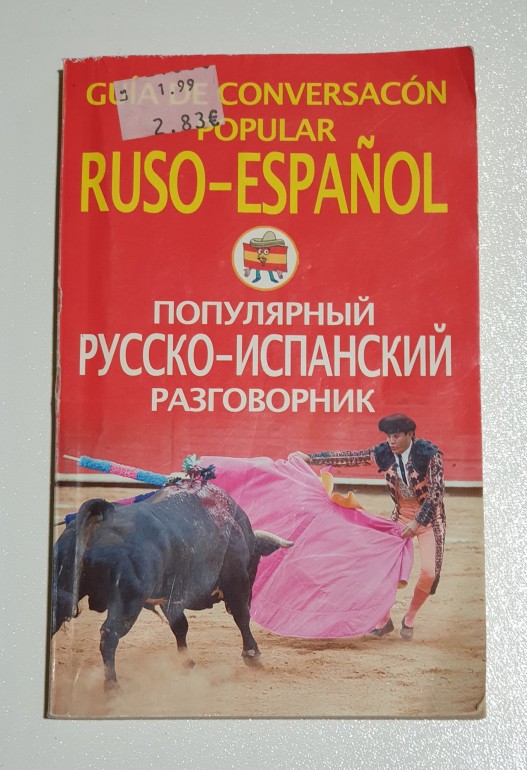 GUÍA DE CONVERSACÓN
POPULAR
RUSO-ESPAÑOL
1.99
2.83€
ПОПУЛЯРНЫЙ
РУССКО-ИСПАНСКИЙ
РАЗГОВОРНИК